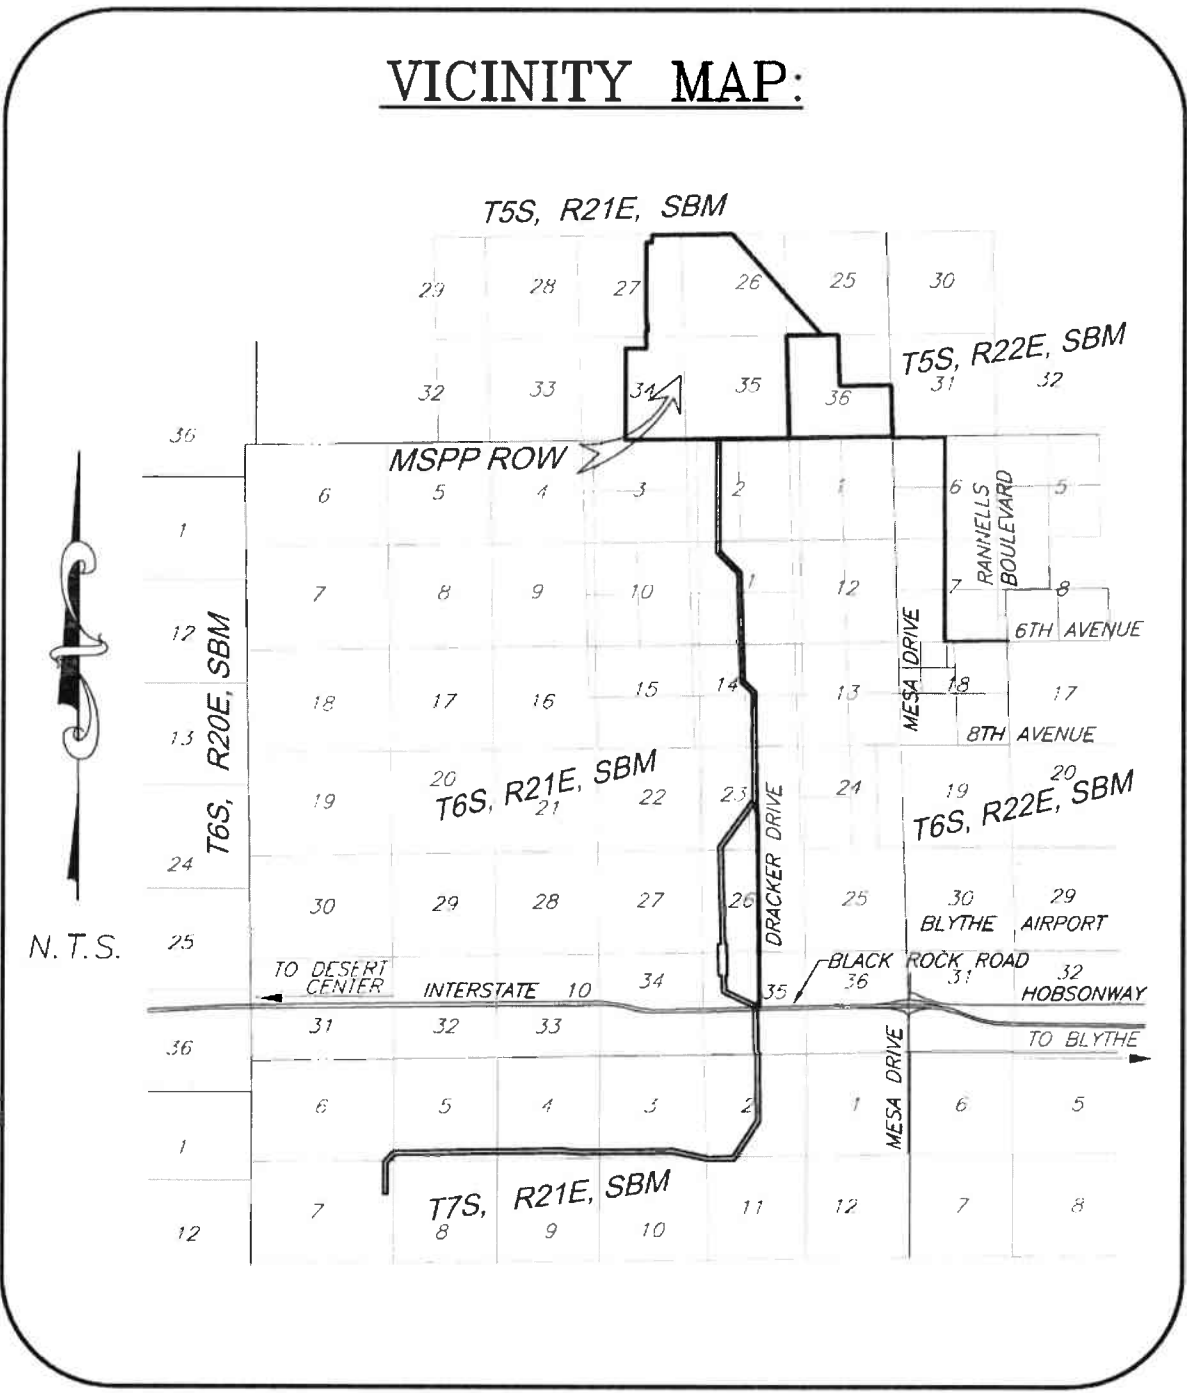 VICINITY MAP:
T5S, R21E, SBM
29 28 27 26 25 30
T5S, R22E, SBM
32 33 34 35 36 31 32
36
MSPP ROW
6 5 4 3 2 1 6 5
RANNELLS
BOULEVARD
1
7 8 9 10 1 12 7 8
12
6TH AVENUE
T6S, R20E, SBM
MESA DRIVE
18 17 16 15 14 13 18 17
13
8TH AVENUE
19 20 21 22 23 24 19 20
T6S, R21E, SBM
T6S, R22E, SBM
DRACKER DRIVE
24
30 29 28 27 26 25 30 29
BLYTHE AIRPORT
25
N.T.S.
TO DESERT
CENTER
INTERSTATE 10
34 35 36 31 32
BLACK ROCK ROAD
HOBSONWAY
31 32 33
36
TO BLYTHE
MESA DRIVE
6 5 4 3 2 1 6 5
1
T7S, R21E, SBM
7 8 9 10 11 12 7 8
12